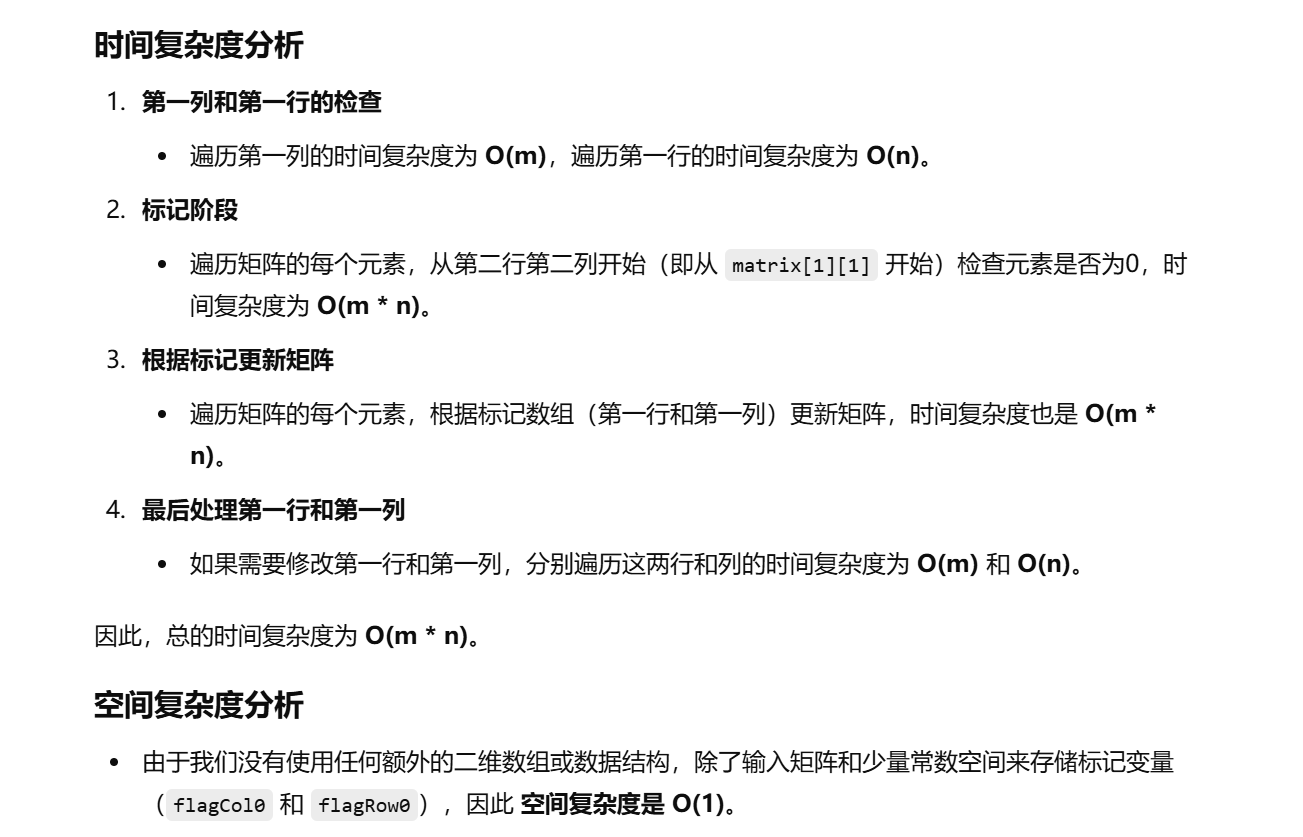 时间复杂度分析
1. 第一列和第一行的检查
• 遍历第一列的时间复杂度为 O(m)，遍历第一行的时间复杂度为 O(n)。
2. 标记阶段
• 遍历矩阵的每个元素，从第二行第二列开始（即从 matrix[1][1] 开始）检查元素是否为0，时
间复杂度为 O(m * n)。
3. 根据标记更新矩阵
• 遍历矩阵的每个元素，根据标记数组（第一行和第一列）更新矩阵，时间复杂度也是 O(m *
n)。
4. 最后处理第一行和第一列
• 如果需要修改第一行和第一列，分别遍历这两行和列的时间复杂度为 O(m) 和 O(n)。
因此，总的时间复杂度为 O(m * n)。
空间复杂度分析
• 由于我们没有使用任何额外的二维数组或数据结构，除了输入矩阵和少量常数空间来存储标记变量
（flagCol0 和 flagRow0），因此 空间复杂度是 O(1)。